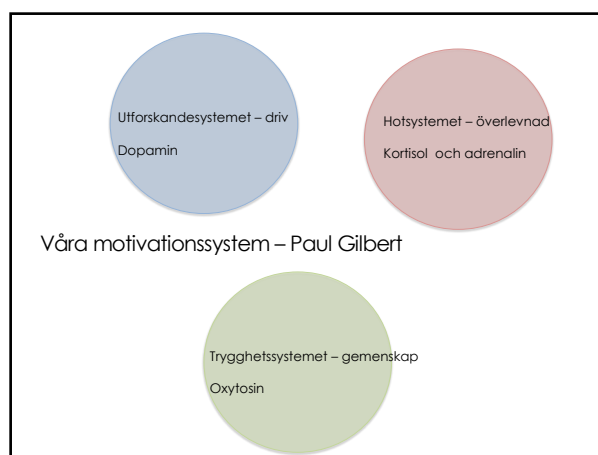 Utforskandesystemet – driv
Dopamin
Hotsystemet – överlevnad
Kortisol och adrenalin
Våra motivationssystem – Paul Gilbert
Trygghetssystemet – gemenskap
Oxytosin